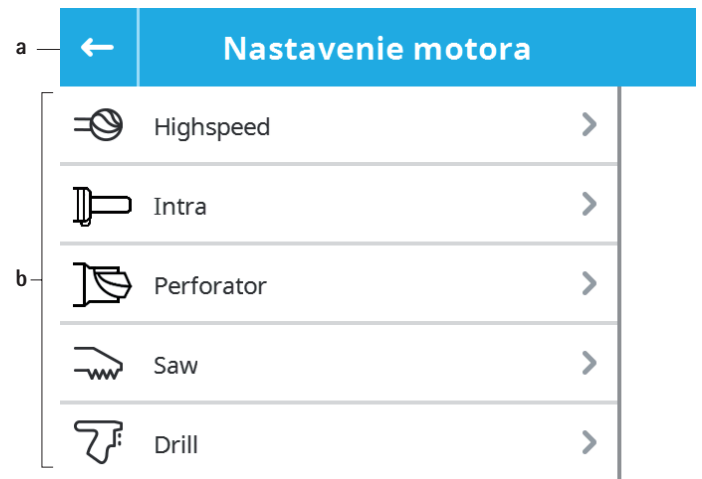 a
Nastavenie motora
Highspeed
Intra
b
Perforator
Saw
Drill